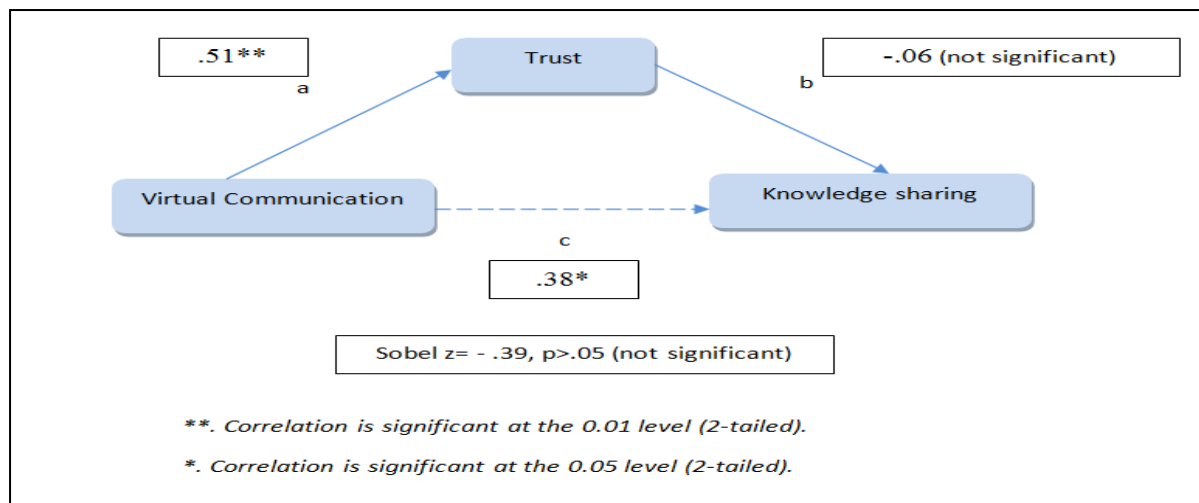 .51**
Trust
-.06 (not significant)
a
b
Virtual Communication
Knowledge sharing
c
.38*
Sobel z= - .39, p>.05 (not significant)
**. Correlation is significant at the 0.01 level (2-tailed).
*. Correlation is significant at the 0.05 level (2-tailed).